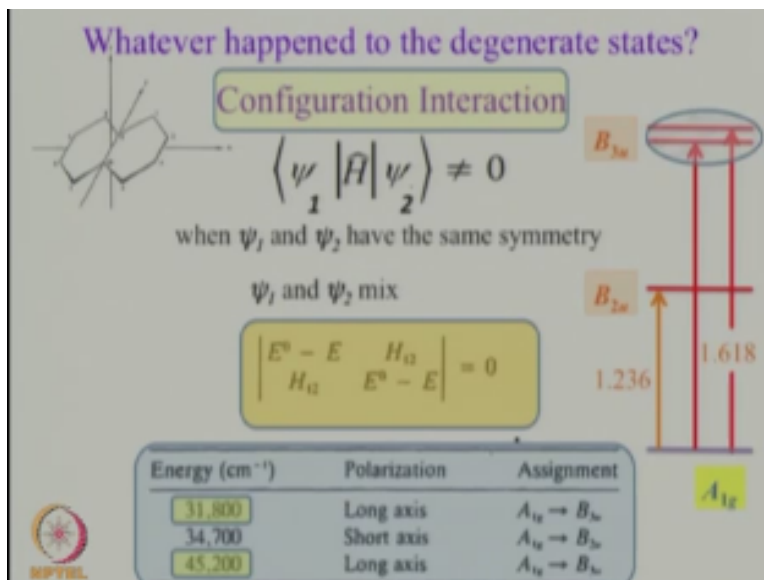 Whatever happened to the degenerate states?
Configuration Interaction
⟨ψ₁|Ĥ|ψ₂⟩ ≠ 0
when ψ₁ and ψ₂ have the same symmetry
ψ₁ and ψ₂ mix
|E⁰ − E H₁₂|
|H₁₂ E⁰ − E| = 0
B₃ᵤ
B₂ᵤ
1.236
1.618
A₁g
Energy (cm⁻¹) Polarization Assignment
31,800 Long axis A₁g → B₃ᵤ
34,700 Short axis A₁g → B₂ᵤ
45,200 Long axis A₁g → B₃ᵤ
NPTEL